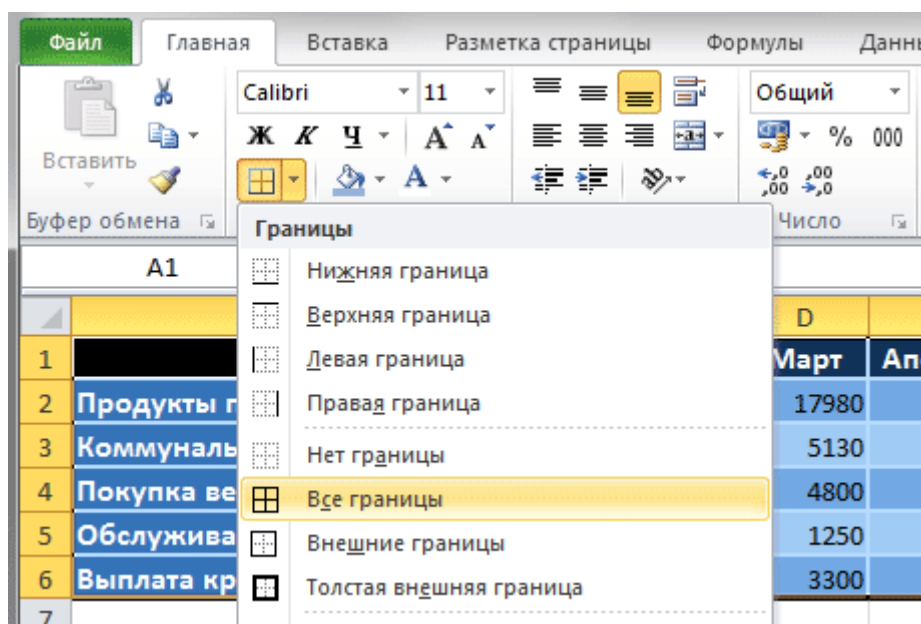 Файл Главная Вставка Разметка страницы Формулы Данны
Calibri 11 Общий
Ж К Ч A A % 000
Вставить A
Буфер обмена Число
Границы
A1
Нижняя граница
Верхняя граница D
1 Левая граница Март Ап
2 Продукты г Правая граница 17980
3 Коммуналь Нет границы 5130
4 Покупка ве Все границы 4800
5 Обслужива Внешние границы 1250
6 Выплата кр Толстая внешняя граница 3300
7